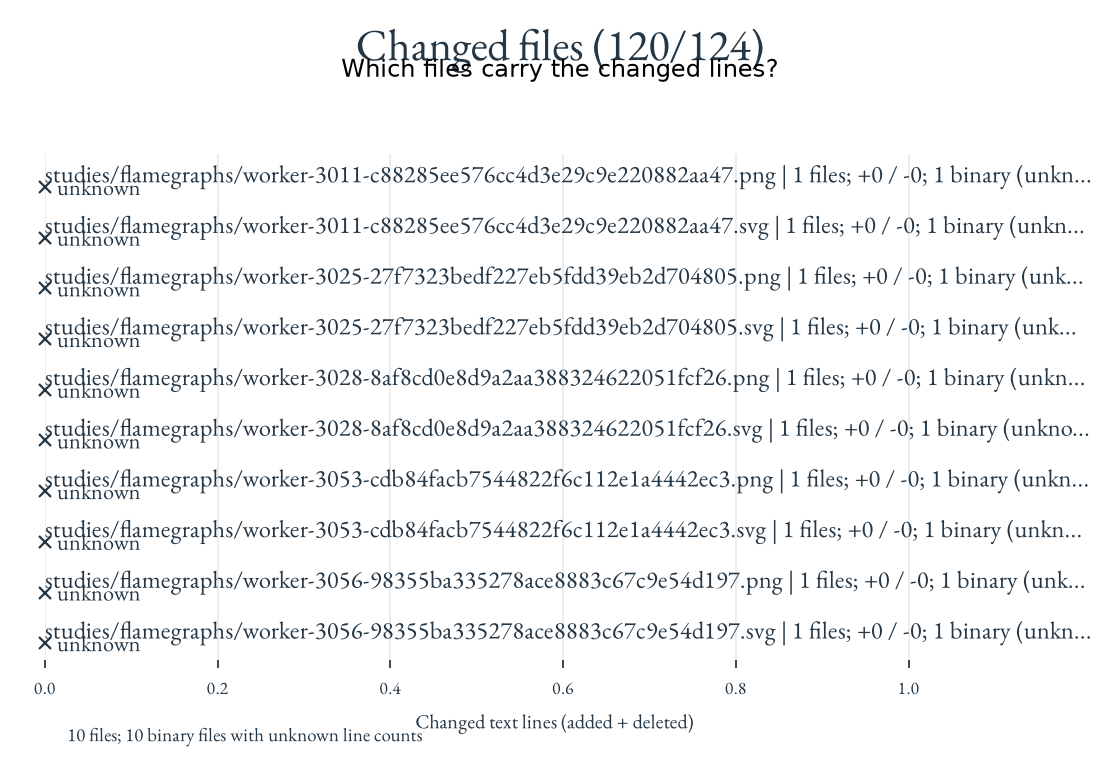 Changed files (120/124)
Which files carry the changed lines?
studies/flamegraphs/worker-3011-c88285ee576cc4d3e29c9e220882aa47.png | 1 files; +0 / -0; 1 binary (unkn...
unknown
studies/flamegraphs/worker-3011-c88285ee576cc4d3e29c9e220882aa47.svg | 1 files; +0 / -0; 1 binary (unkn...
unknown
studies/flamegraphs/worker-3025-27f7323bedf227eb5fdd39eb2d704805.png | 1 files; +0 / -0; 1 binary (unk...
unknown
studies/flamegraphs/worker-3025-27f7323bedf227eb5fdd39eb2d704805.svg | 1 files; +0 / -0; 1 binary (unk...
unknown
studies/flamegraphs/worker-3028-8af8cd0e8d9a2aa388324622051fcf26.png | 1 files; +0 / -0; 1 binary (unkn...
unknown
studies/flamegraphs/worker-3028-8af8cd0e8d9a2aa388324622051fcf26.svg | 1 files; +0 / -0; 1 binary (unkno...
unknown
studies/flamegraphs/worker-3053-cdb84facb7544822f6c112e1a4442ec3.png | 1 files; +0 / -0; 1 binary (unkn...
unknown
studies/flamegraphs/worker-3053-cdb84facb7544822f6c112e1a4442ec3.svg | 1 files; +0 / -0; 1 binary (unkn...
unknown
studies/flamegraphs/worker-3056-98355ba335278ace8883c67c9e54d197.png | 1 files; +0 / -0; 1 binary (unk...
unknown
studies/flamegraphs/worker-3056-98355ba335278ace8883c67c9e54d197.svg | 1 files; +0 / -0; 1 binary (unkn...
unknown
0.0 0.2 0.4 0.6 0.8 1.0
Changed text lines (added + deleted)
10 files; 10 binary files with unknown line counts